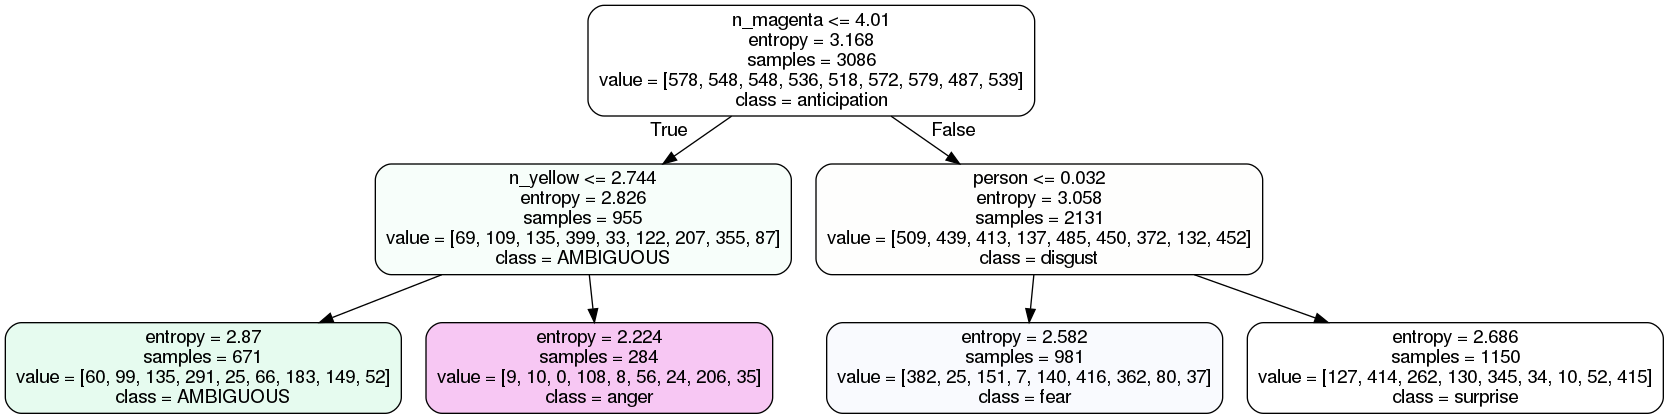 n_magenta <= 4.01
entropy = 3.168
samples = 3086
value = [578, 548, 548, 536, 518, 572, 579, 487, 539]
class = anticipation
True
False
n_yellow <= 2.744
entropy = 2.826
samples = 955
value = [69, 109, 135, 399, 33, 122, 207, 355, 87]
class = AMBIGUOUS
person <= 0.032
entropy = 3.058
samples = 2131
value = [509, 439, 413, 137, 485, 450, 372, 132, 452]
class = disgust
entropy = 2.87
samples = 671
value = [60, 99, 135, 291, 25, 66, 183, 149, 52]
class = AMBIGUOUS
entropy = 2.224
samples = 284
value = [9, 10, 0, 108, 8, 56, 24, 206, 35]
class = anger
entropy = 2.582
samples = 981
value = [382, 25, 151, 7, 140, 416, 362, 80, 37]
class = fear
entropy = 2.686
samples = 1150
value = [127, 414, 262, 130, 345, 34, 10, 52, 415]
class = surprise